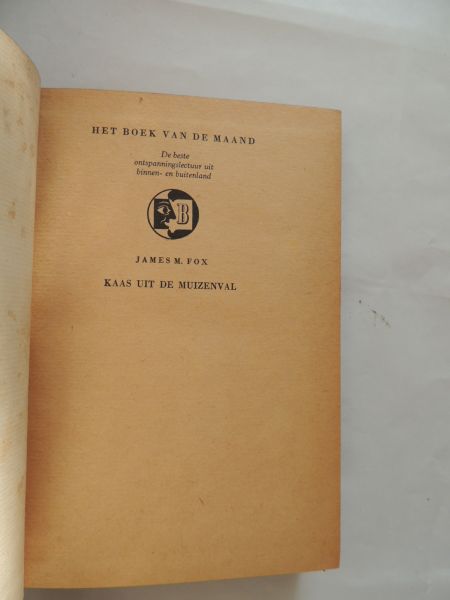 HET BOEK VAN DE MAAND
De beste
ontspanningslectuur uit
binnen- en buitenland
B
JAMES M. FOX
KAAS UIT DE MUIZENVAL